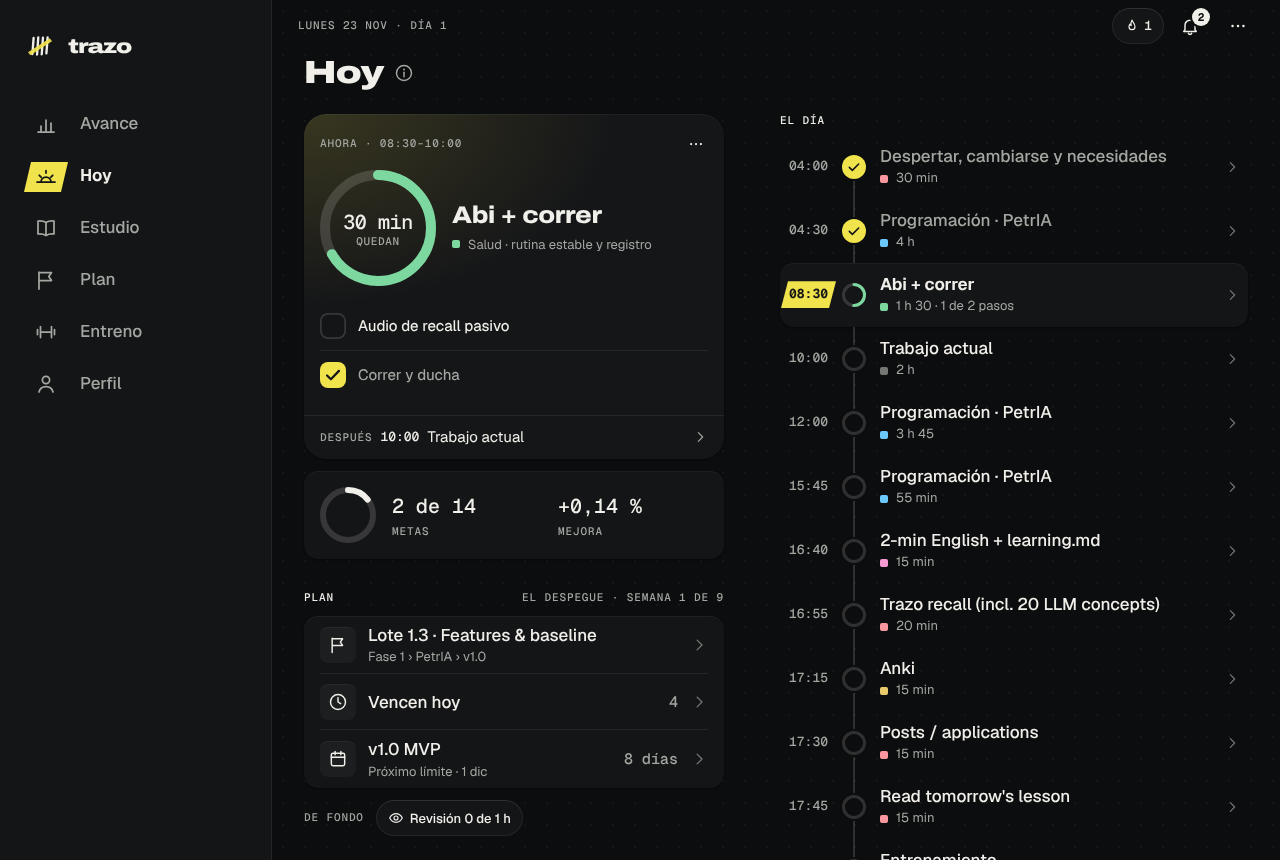 trazo
Avance
Hoy
Estudio
Plan
Entreno
Perfil
LUNES 23 NOV · DÍA 1
1
2
Hoy
AHORA · 08:30–10:00
30 min
QUEDAN
Abi + correr
Salud · rutina estable y registro
Audio de recall pasivo
Correr y ducha
DESPUÉS 10:00 Trabajo actual
2 de 14
METAS
+0,14 %
MEJORA
PLAN
EL DESPEGUE · SEMANA 1 DE 9
Lote 1.3 · Features & baseline
Fase 1 › PetrIA › v1.0
Vencen hoy
4
v1.0 MVP
Próximo límite · 1 dic
8 días
DE FONDO
Revisión 0 de 1 h
EL DÍA
04:00
Despertar, cambiarse y necesidades
30 min
04:30
Programación · PetrIA
4 h
08:30
Abi + correr
1 h 30 · 1 de 2 pasos
10:00
Trabajo actual
2 h
12:00
Programación · PetrIA
3 h 45
15:45
Programación · PetrIA
55 min
16:40
2-min English + learning.md
15 min
16:55
Trazo recall (incl. 20 LLM concepts)
20 min
17:15
Anki
15 min
17:30
Posts / applications
15 min
17:45
Read tomorrow's lesson
15 min
Entrenamiento